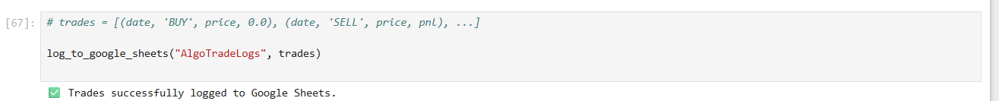 [67]: # trades = [(date, 'BUY', price, 0.0), (date, 'SELL', price, pnl), ...]
log_to_google_sheets("AlgoTradeLogs", trades)
✅ Trades successfully logged to Google Sheets.